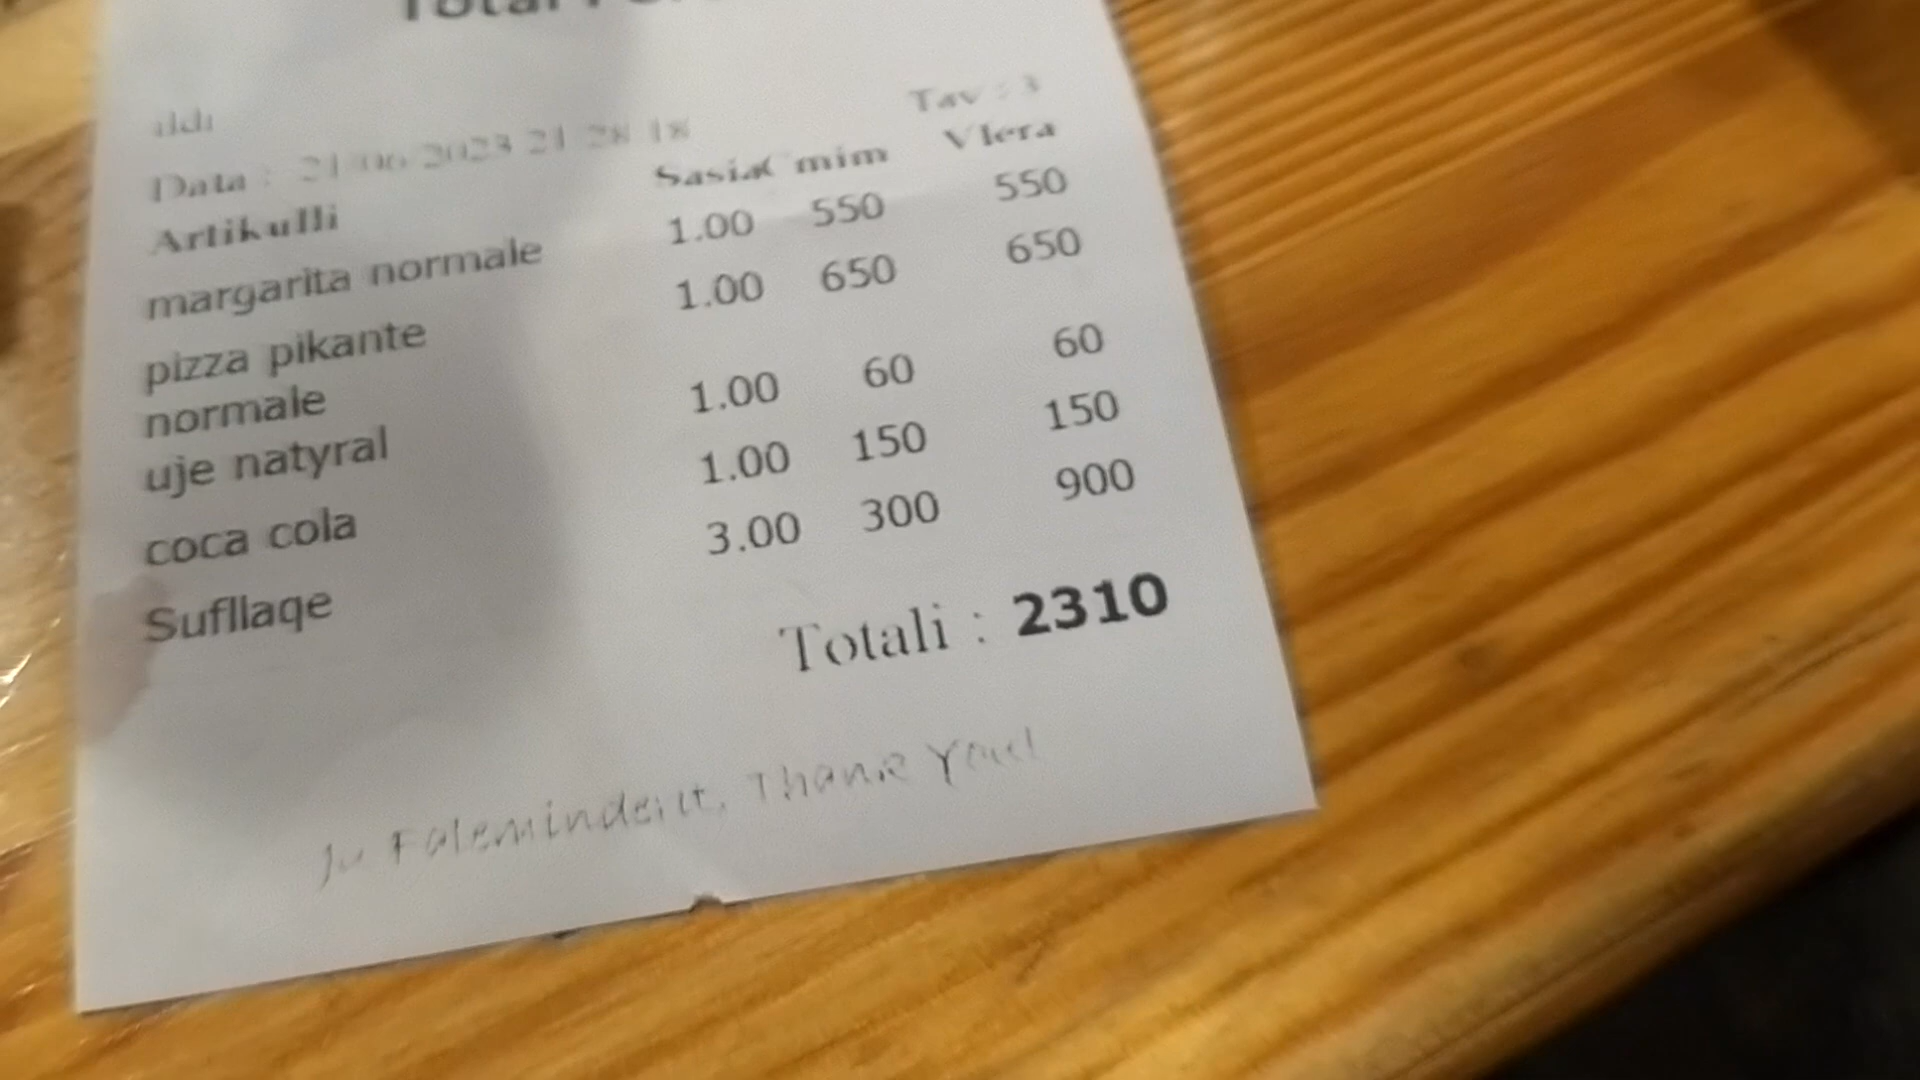 Total
Tav : 3
Data : 21 06 2023 21 28 18
Artikulli Sasia Cmim Vlera
margarita normale 1.00 550 550
pizza pikante 1.00 650 650
normale
uje natyral 1.00 60 60
coca cola 1.00 150 150
Sufllaqe 3.00 300 900
Totali : 2310
Ju Faleminderit, Thank You!